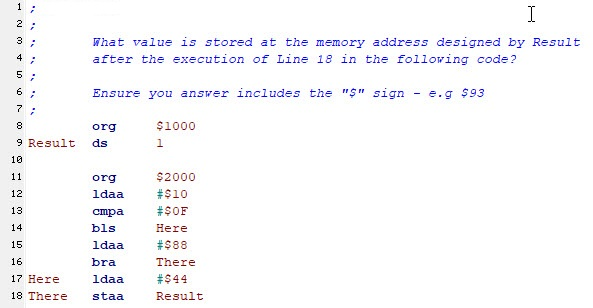 1 ;
2 ;
3 ; What value is stored at the memory address designed by Result
4 ; after the execution of Line 18 in the following code?
5 ;
6 ; Ensure you answer includes the "$" sign - e.g $93
7 ;
8 org $1000
9 Result ds 1
10
11 org $2000
12 ldaa #$10
13 cmpa #$0F
14 bls Here
15 ldaa #$88
16 bra There
17 Here ldaa #$44
18 There staa Result